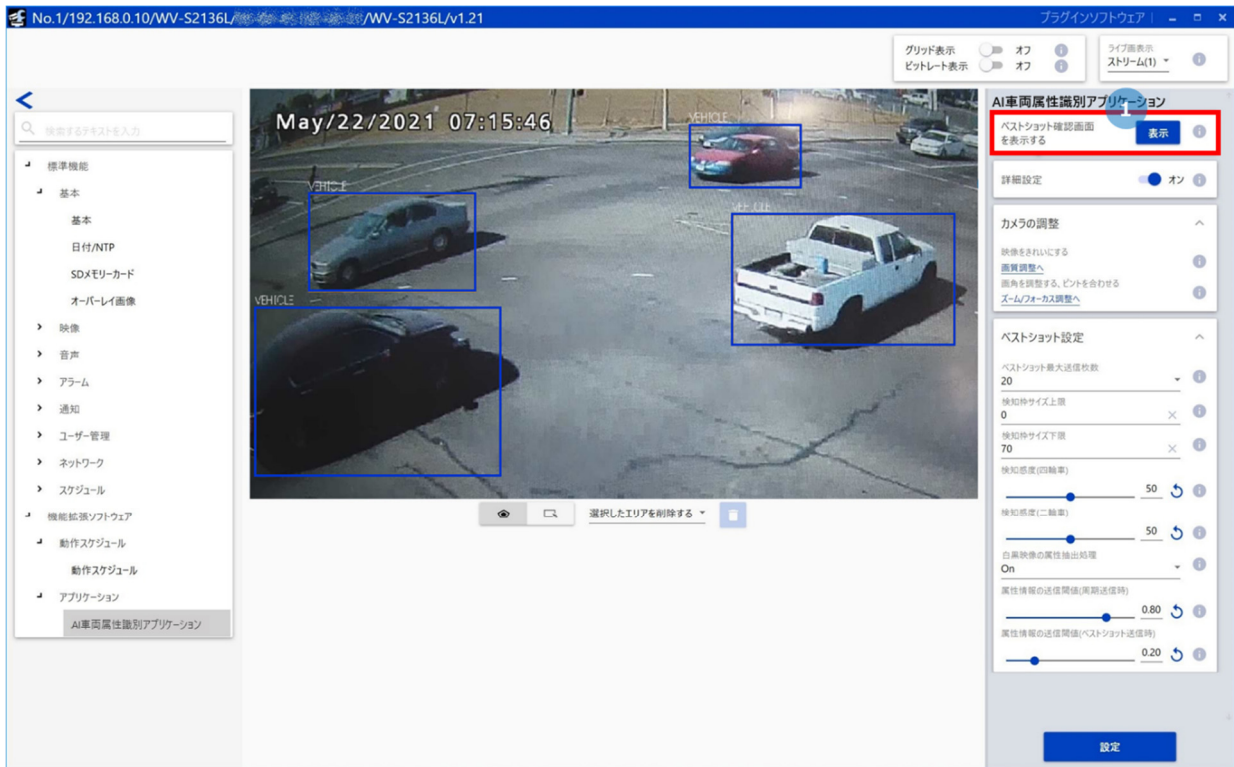 No.1/192.168.0.10/WV-S2136L/ /WV-S2136L/v1.21
プラグインソフトウェア
グリッド表示 オフ
ビットレート表示 オフ
ライブ画表示
ストリーム(1)
検索するテキストを入力
標準機能
基本
基本
日付/NTP
SDメモリーカード
オーバーレイ画像
映像
音声
アラーム
通知
ユーザー管理
ネットワーク
スケジュール
機能拡張ソフトウェア
動作スケジュール
動作スケジュール
アプリケーション
AI車両属性識別アプリケーション
May/22/2021 07:15:46
VEHICLE
VEHICLE
VEHICLE
VEHICLE
選択したエリアを削除する
AI車両属性識別アプリケーション
1
ベストショット確認画面
を表示する
表示
詳細設定 オン
カメラの調整
映像をきれいにする
画質調整へ
画角を調整する、ピントを合わせる
ズーム/フォーカス調整へ
ベストショット設定
ベストショット最大送信枚数
20
検知枠サイズ上限
0
検知枠サイズ下限
70
検知感度(四輪車)
50
検知感度(二輪車)
50
白黒映像の属性抽出処理
On
属性情報の送信閾値(周期送信時)
0.80
属性情報の送信閾値(ベストショット送信時)
0.20
設定